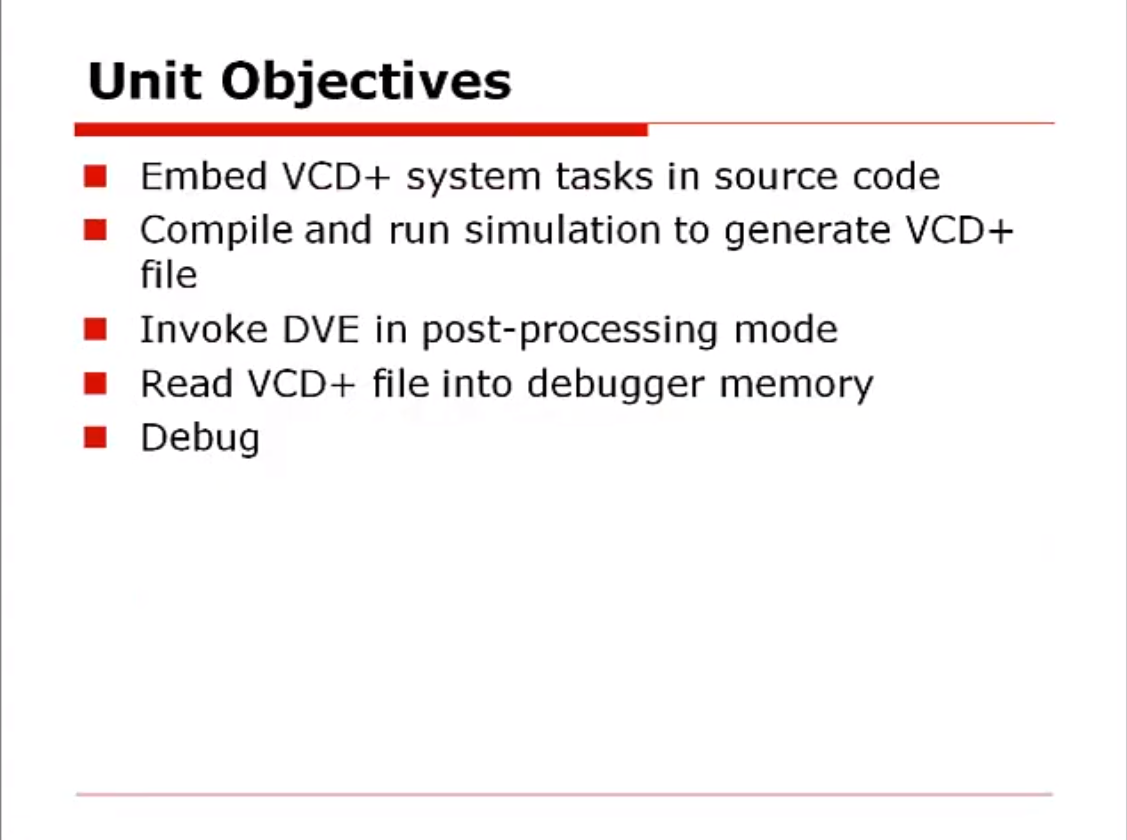 Unit Objectives
Embed VCD+ system tasks in source code
Compile and run simulation to generate VCD+
file
Invoke DVE in post-processing mode
Read VCD+ file into debugger memory
Debug